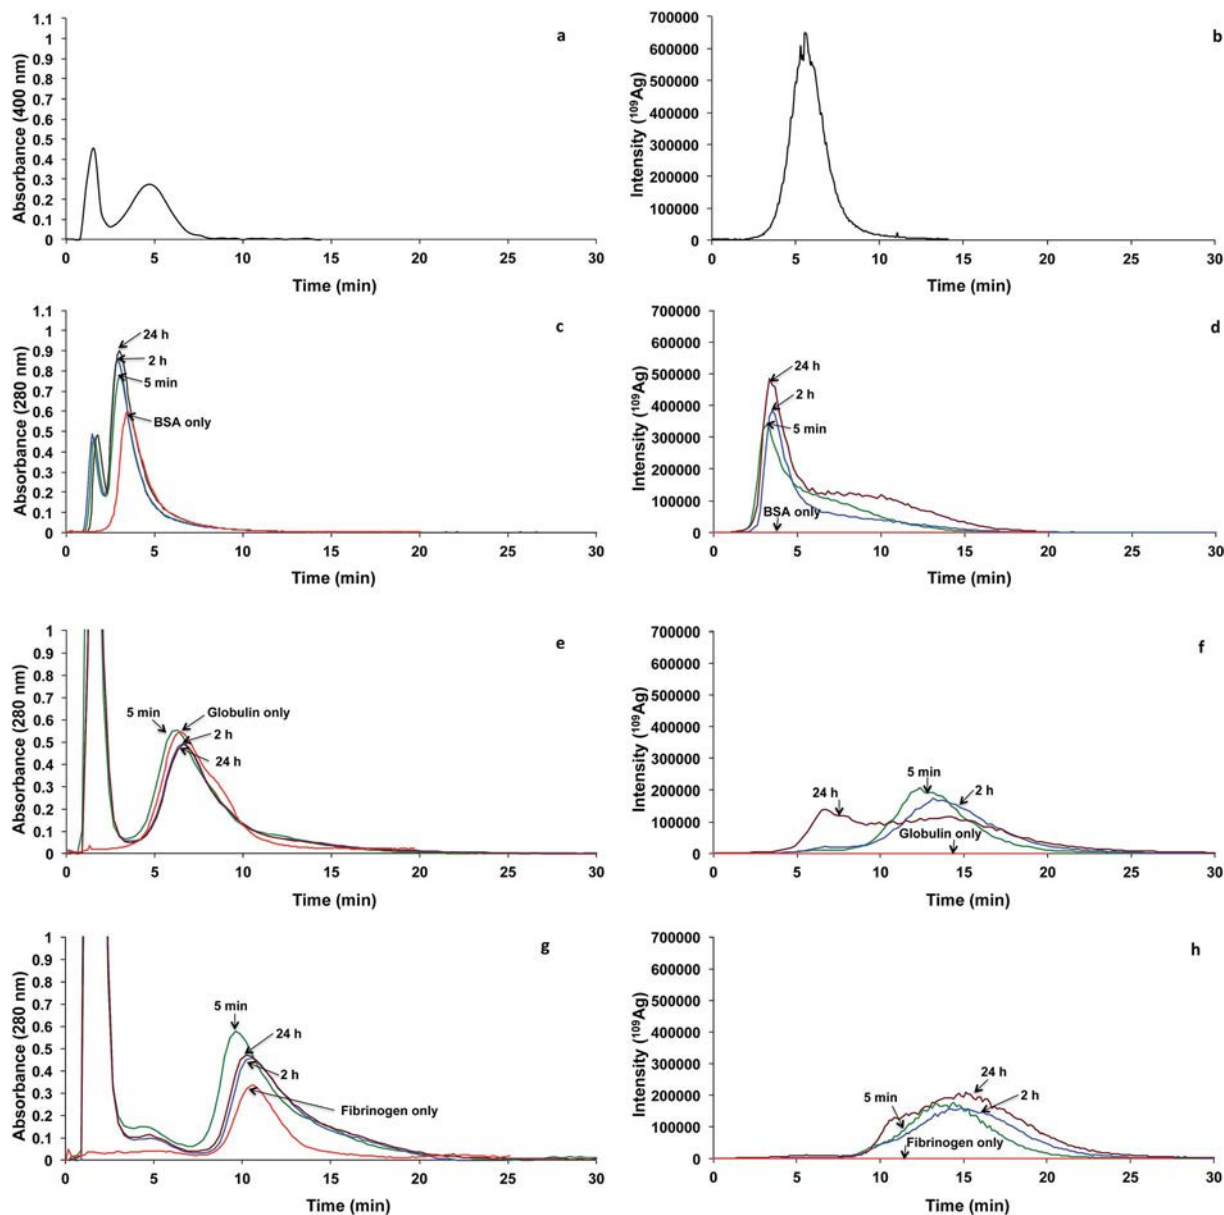 a
Absorbance (400 nm)
1.1
1
0.9
0.8
0.7
0.6
0.5
0.4
0.3
0.2
0.1
0
0 5 10 15 20 25 30
Time (min)
b
Intensity (¹⁰⁹Ag)
700000
600000
500000
400000
300000
200000
100000
0
0 5 10 15 20 25 30
Time (min)
c
Absorbance (280 nm)
1.1
1
0.9
0.8
0.7
0.6
0.5
0.4
0.3
0.2
0.1
0
24 h
2 h
5 min
BSA only
0 5 10 15 20 25 30
Time (min)
d
Intensity (¹⁰⁹Ag)
700000
600000
500000
400000
300000
200000
100000
0
24 h
2 h
5 min
BSA only
0 5 10 15 20 25 30
Time (min)
e
Absorbance (280 nm)
1
0.9
0.8
0.7
0.6
0.5
0.4
0.3
0.2
0.1
0
5 min
Globulin only
2 h
24 h
0 5 10 15 20 25 30
Time (min)
f
Intensity (¹⁰⁹Ag)
700000
600000
500000
400000
300000
200000
100000
0
5 min
24 h
2 h
Globulin only
0 5 10 15 20 25 30
Time (min)
g
Absorbance (280 nm)
1
0.9
0.8
0.7
0.6
0.5
0.4
0.3
0.2
0.1
0
5 min
24 h
2 h
Fibrinogen only
0 5 10 15 20 25 30
Time (min)
h
Intensity (¹⁰⁹Ag)
700000
600000
500000
400000
300000
200000
100000
0
24 h
5 min
2 h
Fibrinogen only
0 5 10 15 20 25 30
Time (min)